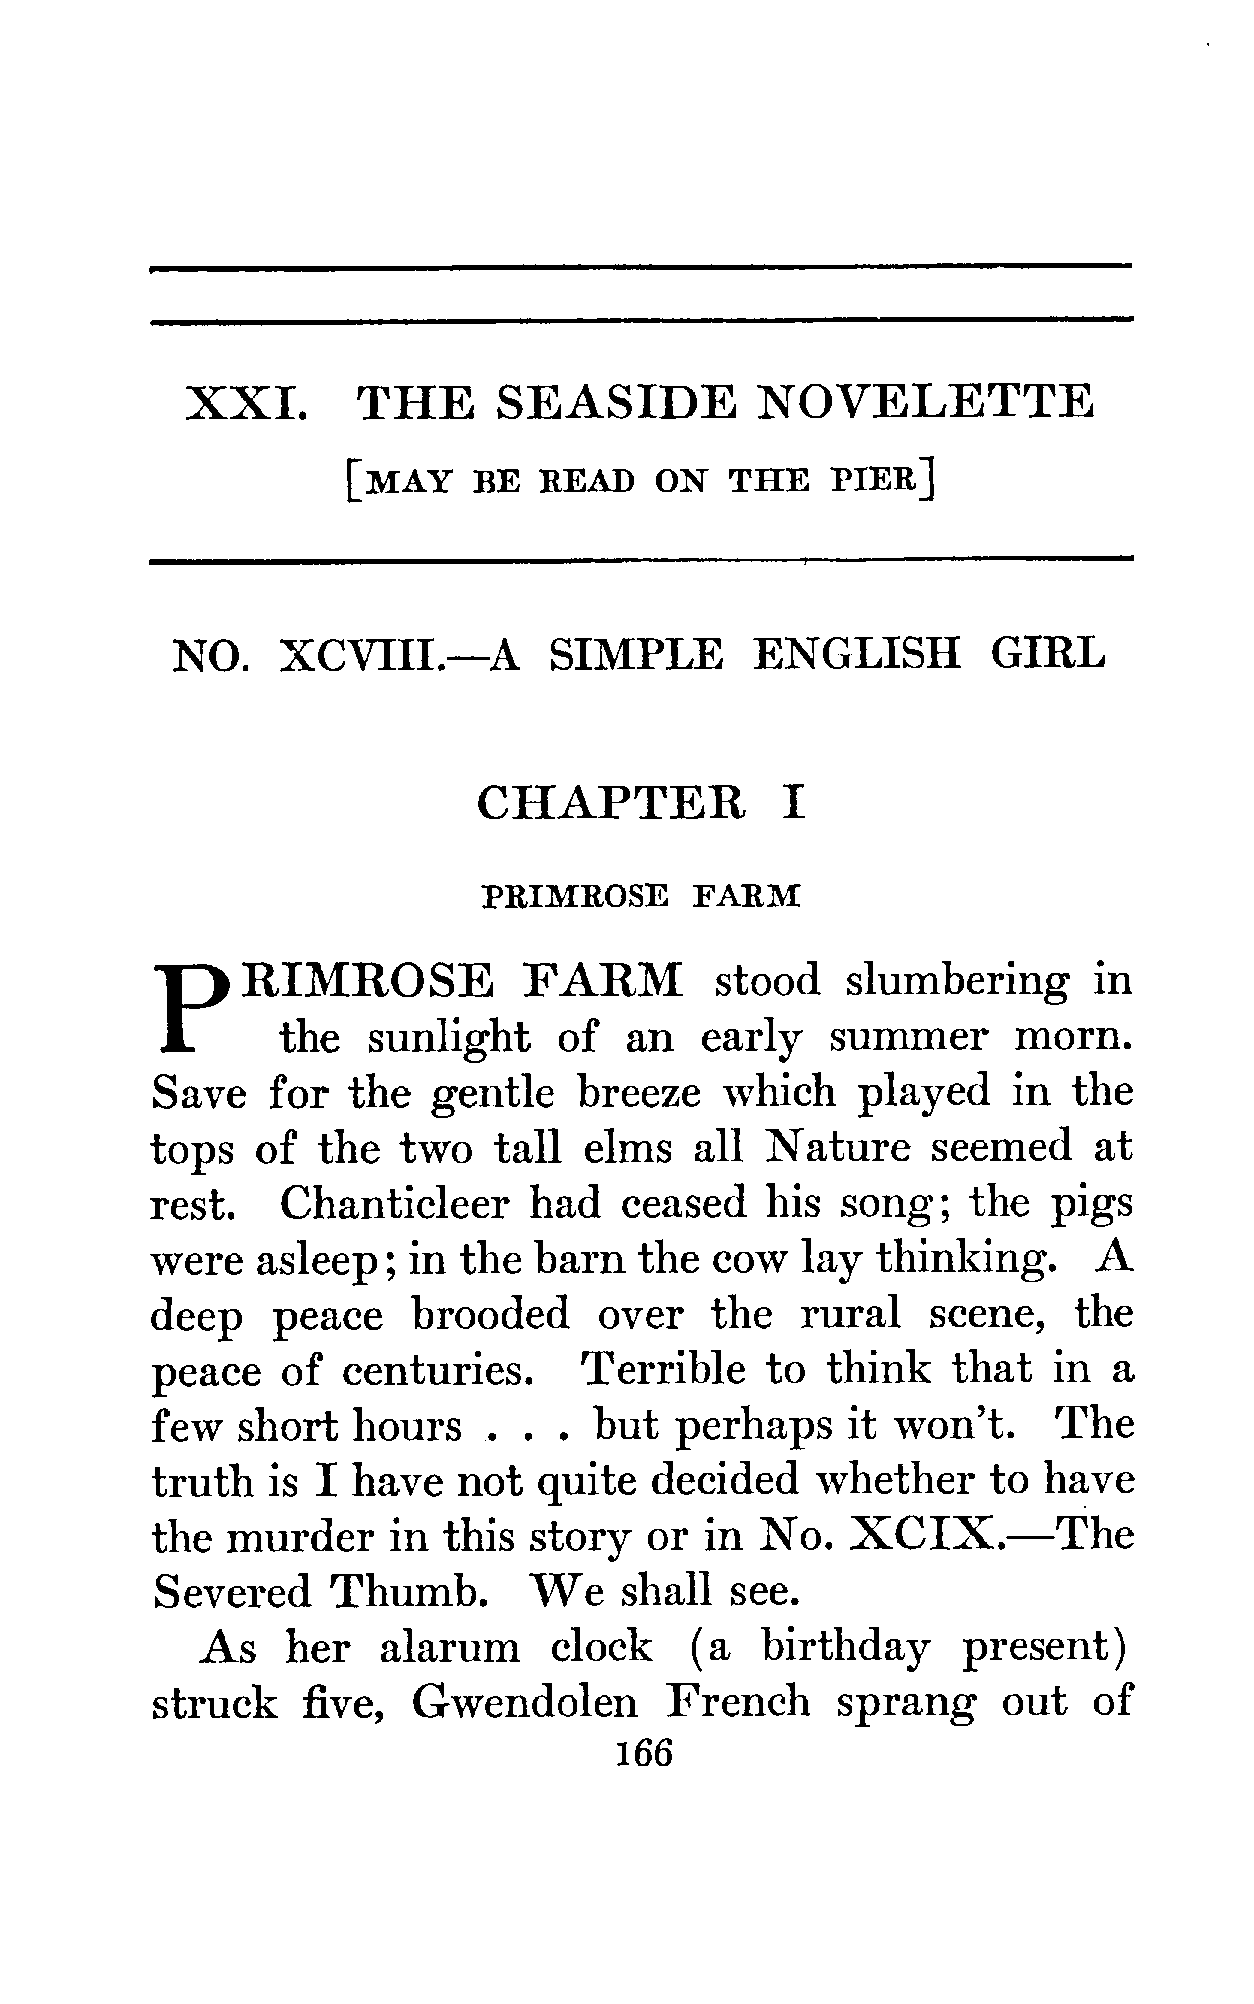 XXI. THE SEASIDE NOVELETTE
[MAY BE READ ON THE PIER]
NO. XCVIII.—A SIMPLE ENGLISH GIRL
CHAPTER I
PRIMROSE FARM
PRIMROSE FARM stood slumbering in
the sunlight of an early summer morn.
Save for the gentle breeze which played in the
tops of the two tall elms all Nature seemed at
rest. Chanticleer had ceased his song; the pigs
were asleep; in the barn the cow lay thinking. A
deep peace brooded over the rural scene, the
peace of centuries. Terrible to think that in a
few short hours . . . but perhaps it won't. The
truth is I have not quite decided whether to have
the murder in this story or in No. XCIX.—The
Severed Thumb. We shall see.
As her alarum clock (a birthday present)
struck five, Gwendolen French sprang out of
166